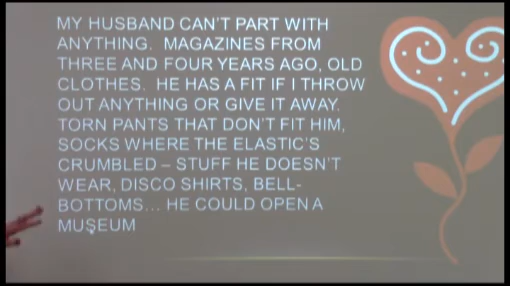 MY HUSBAND CAN'T PART WITH
ANYTHING. MAGAZINES FROM
THREE AND FOUR YEARS AGO, OLD
CLOTHES. HE HAS A FIT IF I THROW
OUT ANYTHING OR GIVE IT AWAY.
TORN PANTS THAT DON'T FIT HIM,
SOCKS WHERE THE ELASTIC'S
CRUMBLED – STUFF HE DOESN'T
WEAR, DISCO SHIRTS, BELL-
BOTTOMS... HE COULD OPEN A
MUSEUM